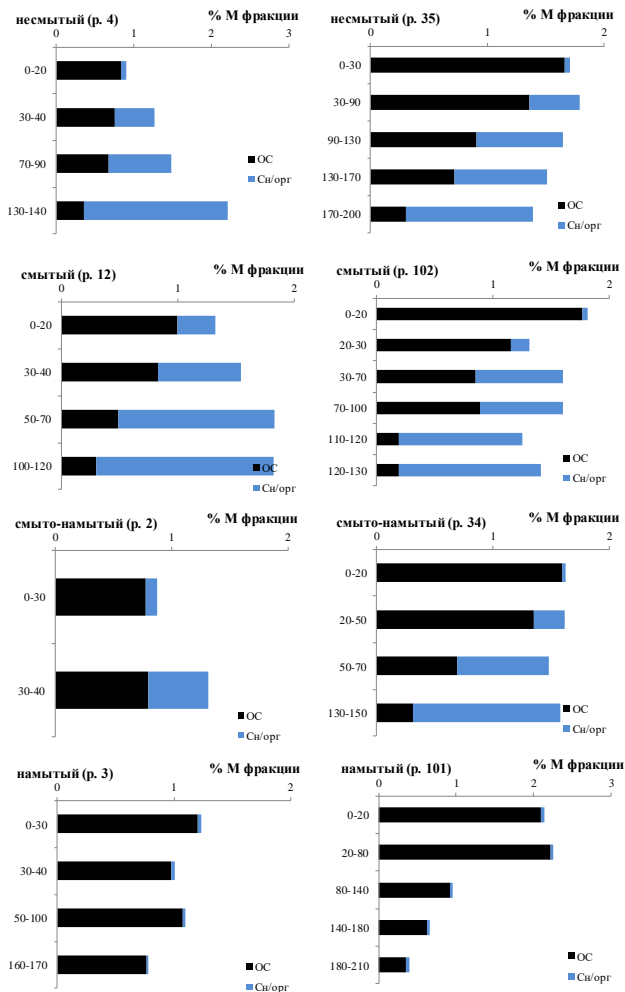 несмытый (р. 4)
% М фракции
0 1 2 3
0-20
30-40
70-90
130-140
ОС
Сн/орг
несмытый (р. 35)
% М фракции
0 1 2
0-30
30-90
90-130
130-170
170-200
ОС
Сн/орг
смытый (р. 12)
% М фракции
0 1 2
0-20
30-40
50-70
100-120
ОС
Сн/орг
смытый (р. 102)
% М фракции
0 1 2
0-20
20-30
30-70
70-100
110-120
120-130
ОС
Сн/орг
смыто-намытый (р. 2)
% М фракции
0 1 2
0-30
30-40
ОС
Сн/орг
смыто-намытый (р. 34)
% М фракции
0 1 2
0-20
20-50
50-70
130-150
ОС
Сн/орг
намытый (р. 3)
% М фракции
0 1 2
0-30
30-40
50-100
160-170
ОС
Сн/орг
намытый (р. 101)
% М фракции
0 1 2 3
0-20
20-80
80-140
140-180
180-210
ОС
Сн/орг